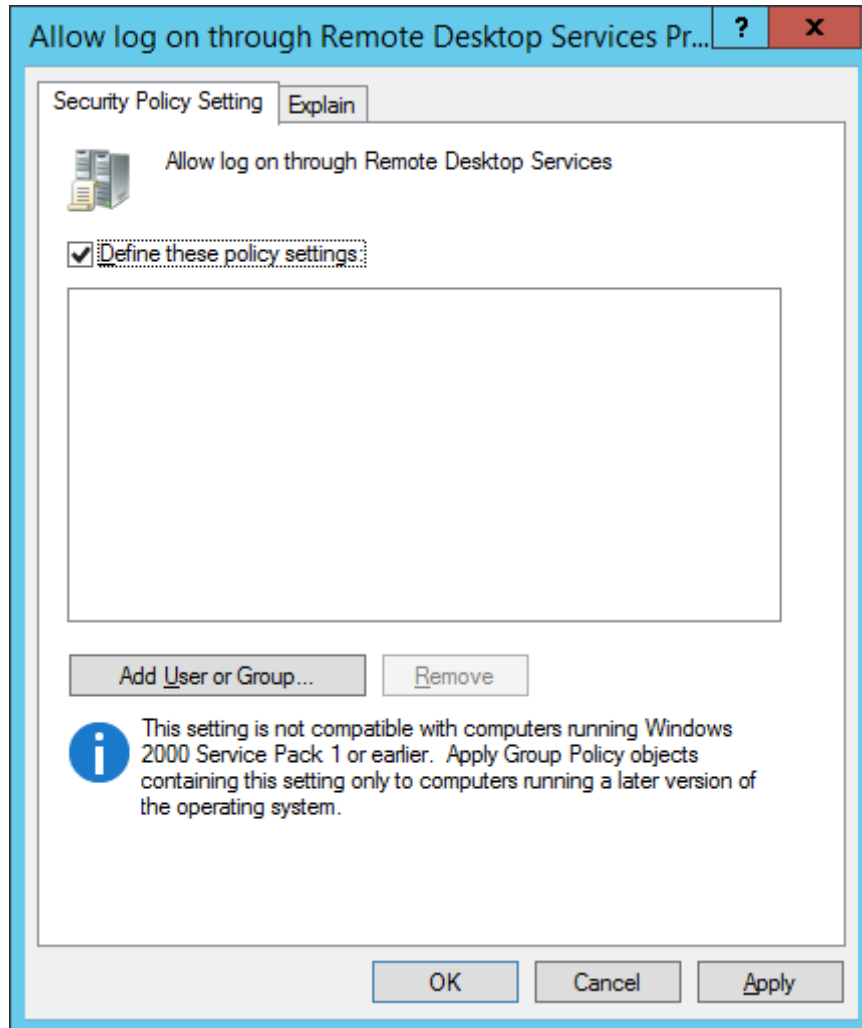 Allow log on through Remote Desktop Services Pr...
?
x
Security Policy Setting
Explain
Allow log on through Remote Desktop Services
Define these policy settings:
Add User or Group...
Remove
This setting is not compatible with computers running Windows
2000 Service Pack 1 or earlier. Apply Group Policy objects
containing this setting only to computers running a later version of
the operating system.
OK
Cancel
Apply